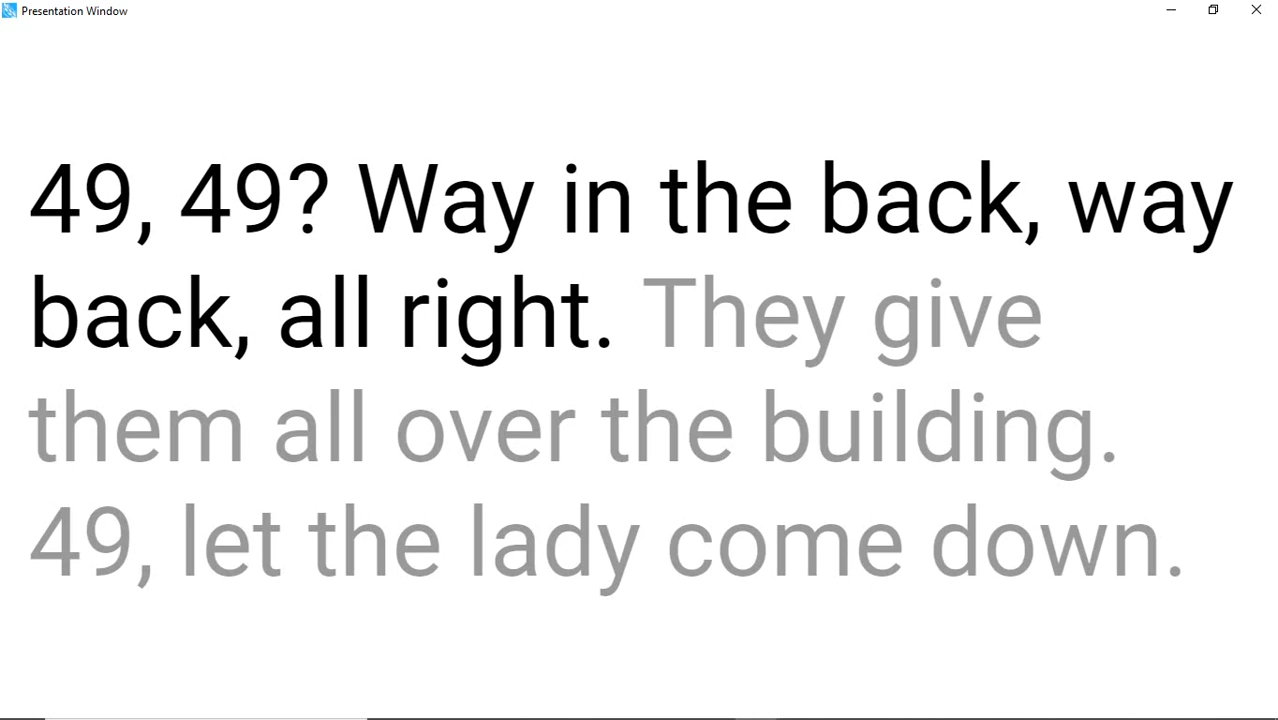 Presentation Window
49, 49? Way in the back, way
back, all right. They give
them all over the building.
49, let the lady come down.